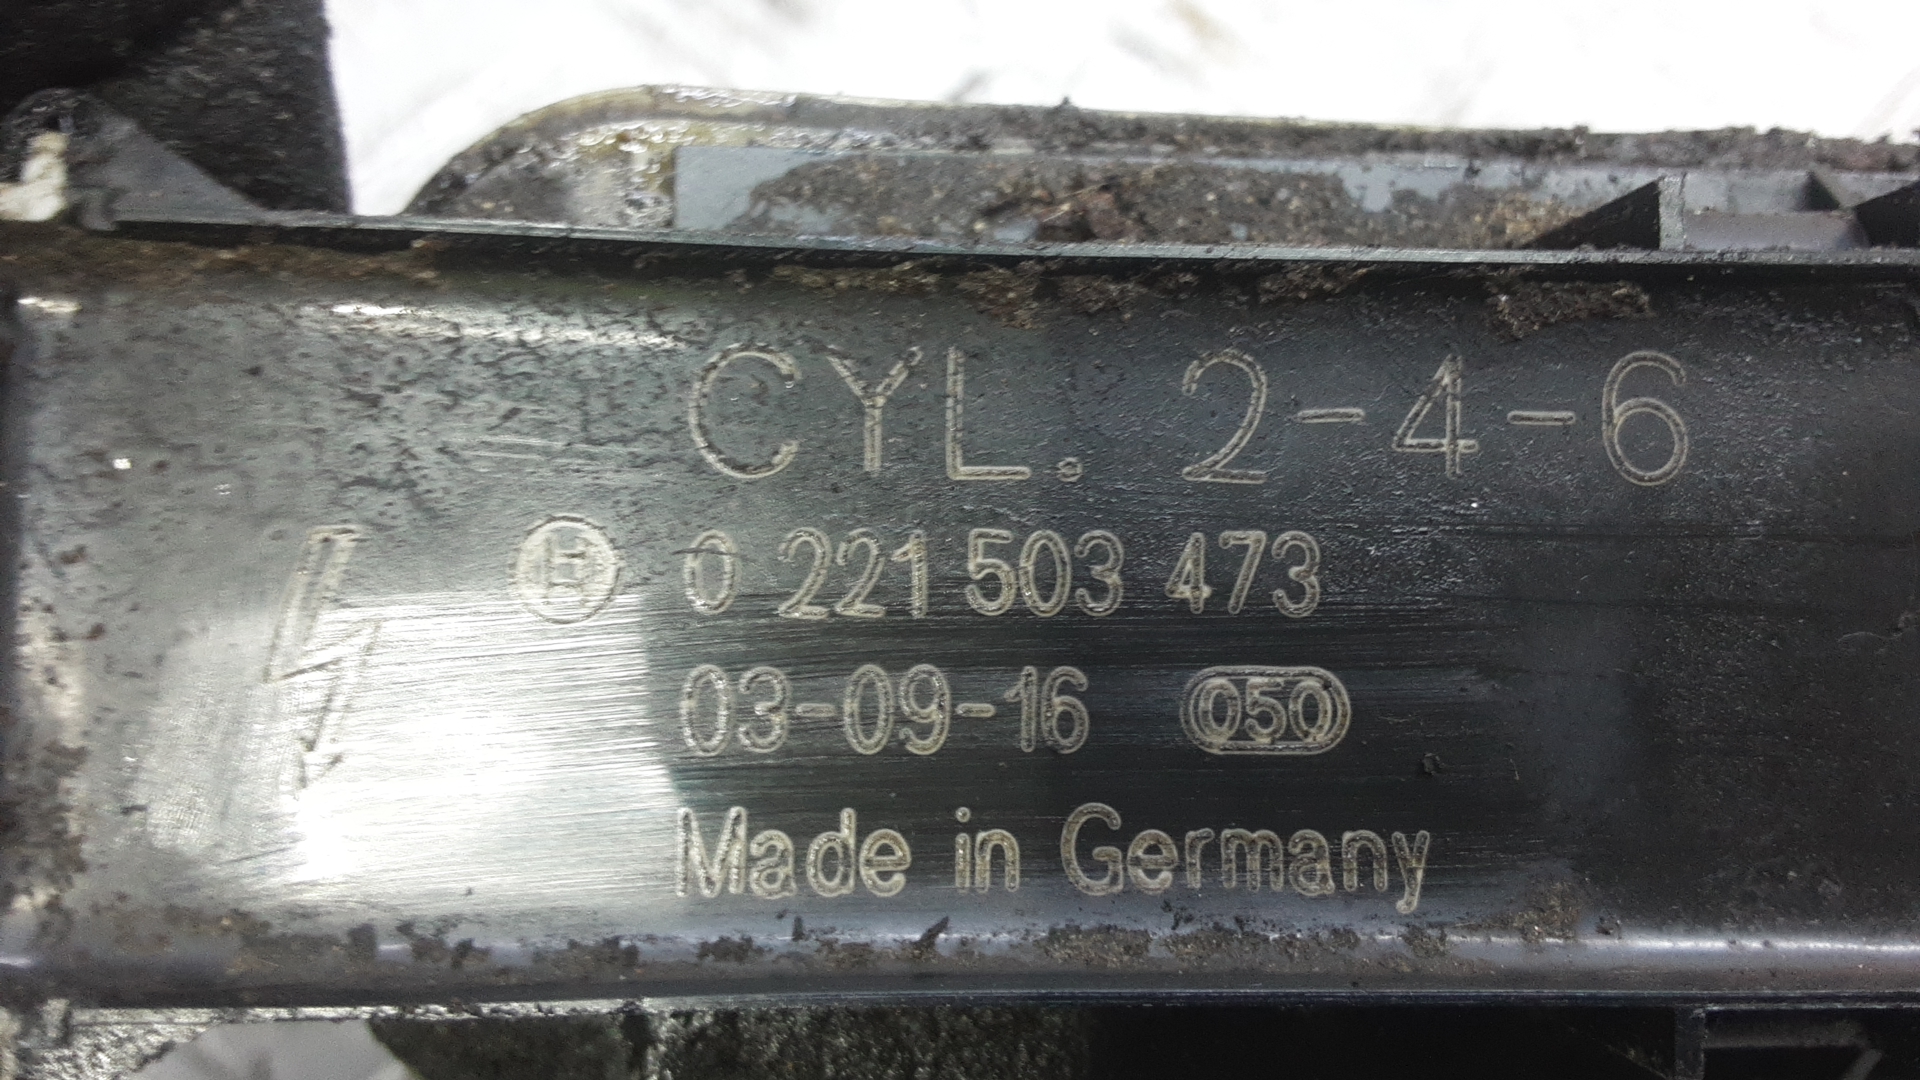 CYL. 2-4-6
0 221 503 473
03-09-16 050
Made in Germany